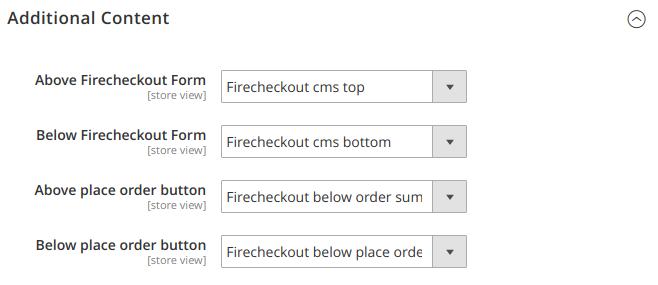 Additional Content
Above Firecheckout Form
[store view]
Firecheckout cms top
Below Firecheckout Form
[store view]
Firecheckout cms bottom
Above place order button
[store view]
Firecheckout below order sum
Below place order button
[store view]
Firecheckout below place orde